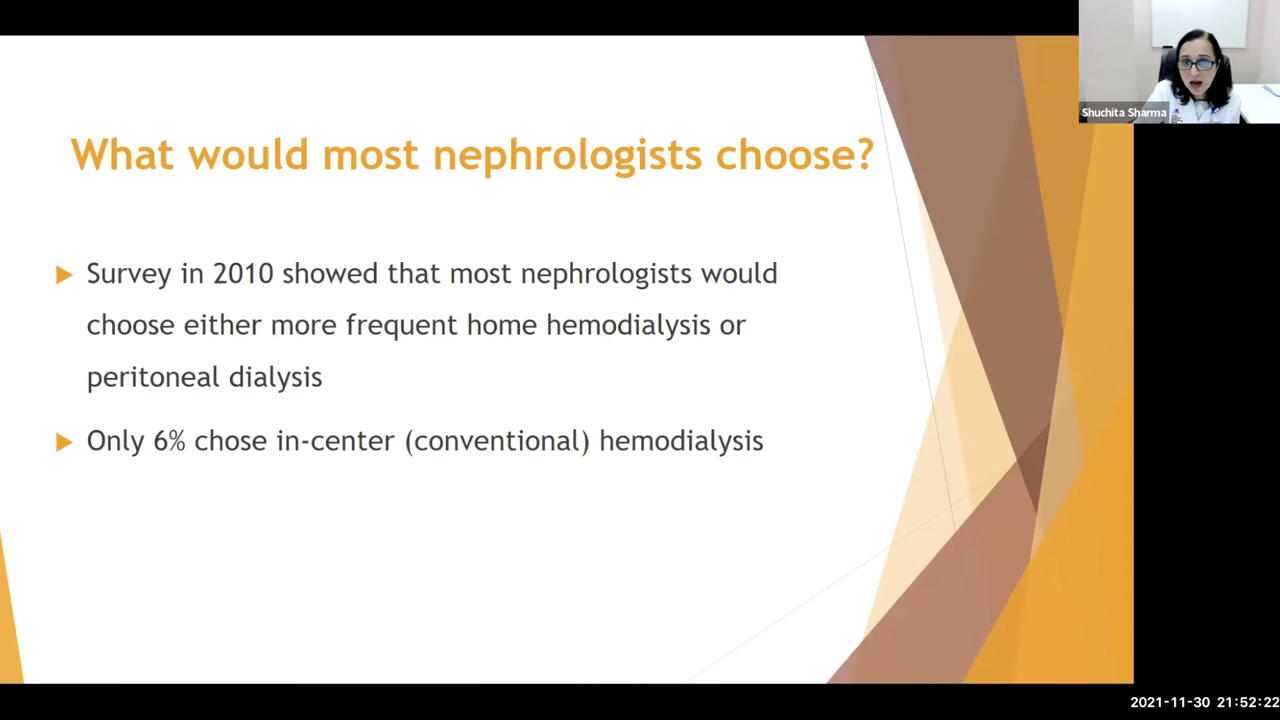 Shuchita Sharma
What would most nephrologists choose?
Survey in 2010 showed that most nephrologists would
choose either more frequent home hemodialysis or
peritoneal dialysis
Only 6% chose in-center (conventional) hemodialysis
2021-11-30 21:52:22